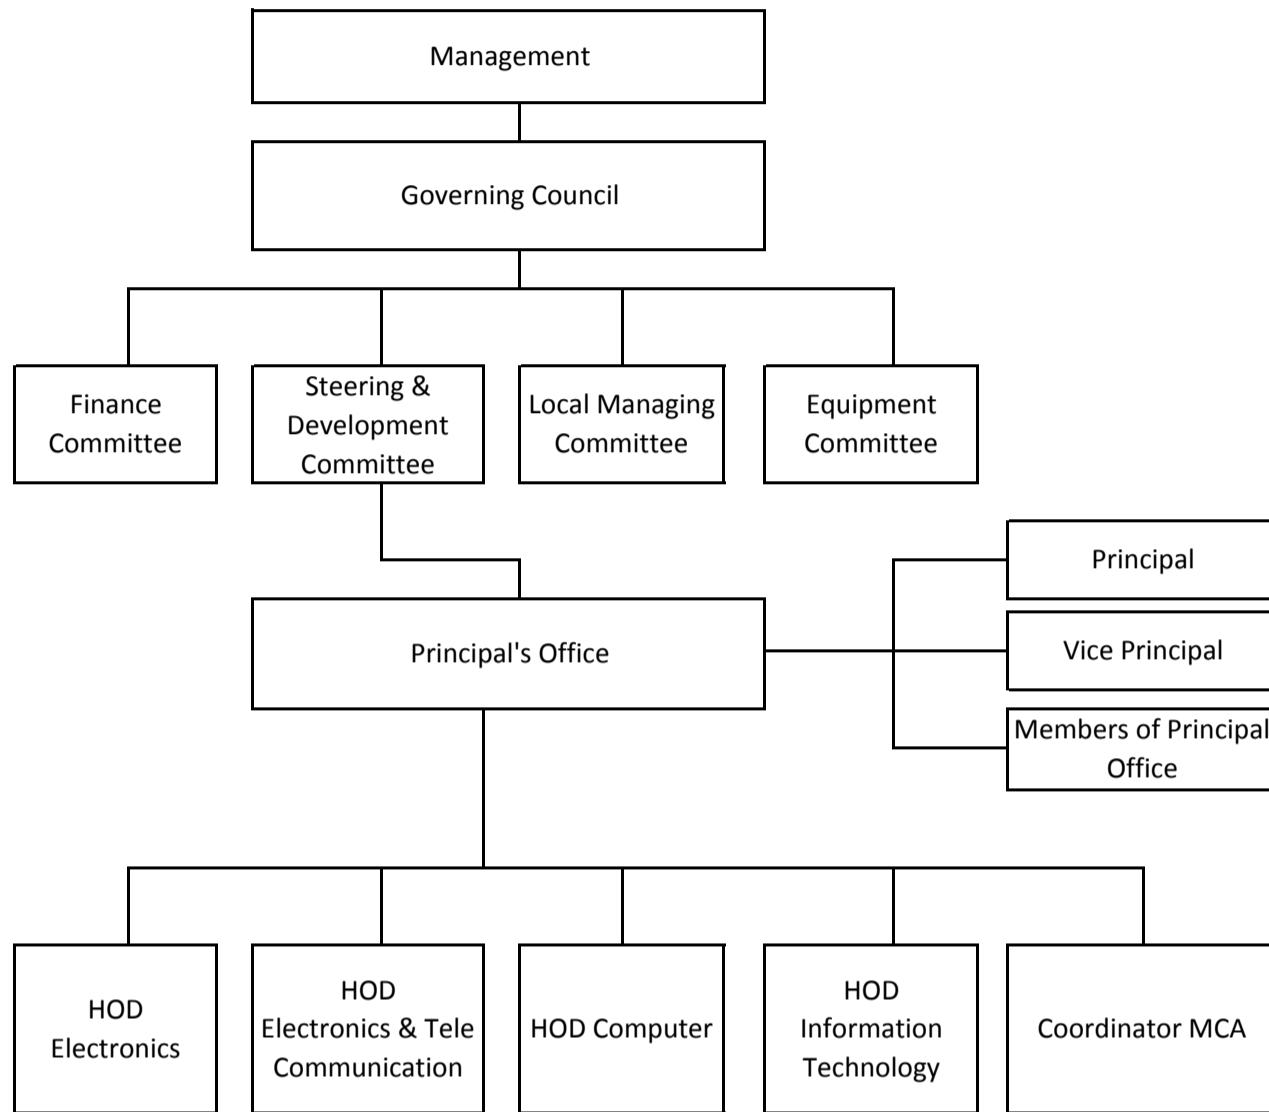 Management
Governing Council
Finance
Committee
Steering &
Development
Committee
Local Managing
Committee
Equipment
Committee
Principal
Principal's Office
Vice Principal
Members of Principal
Office
HOD
Electronics
HOD
Electronics & Tele
Communication
HOD Computer
HOD
Information
Technology
Coordinator MCA